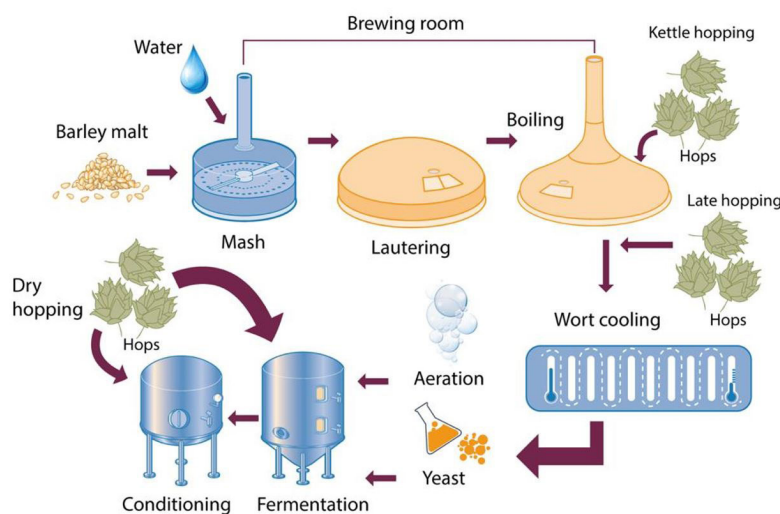 Brewing room
Water
Kettle hopping
Barley malt
Boiling
Hops
Mash
Lautering
Late hopping
Hops
Dry
hopping
Hops
Wort cooling
Aeration
Yeast
Conditioning
Fermentation